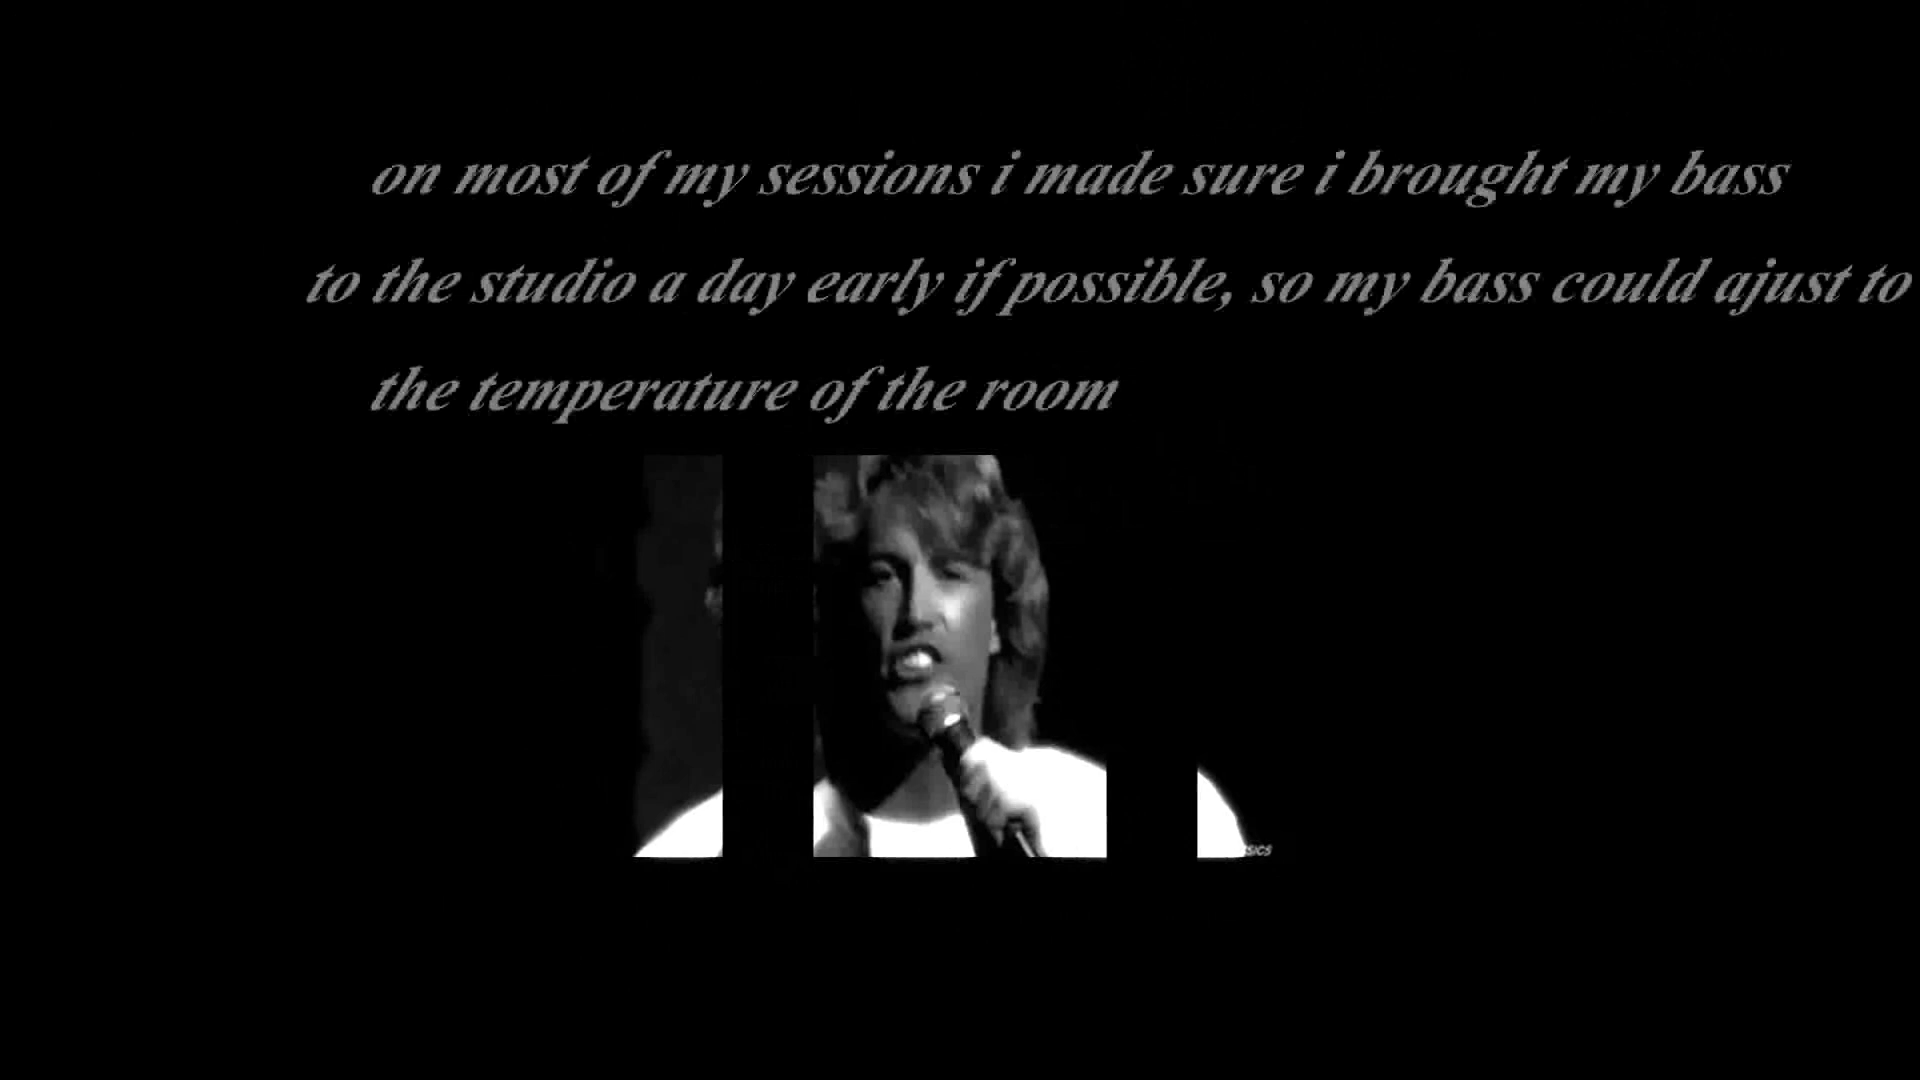 on most of my sessions i made sure i brought my bass
to the studio a day early if possible, so my bass could ajust to
the temperature of the room
SICS